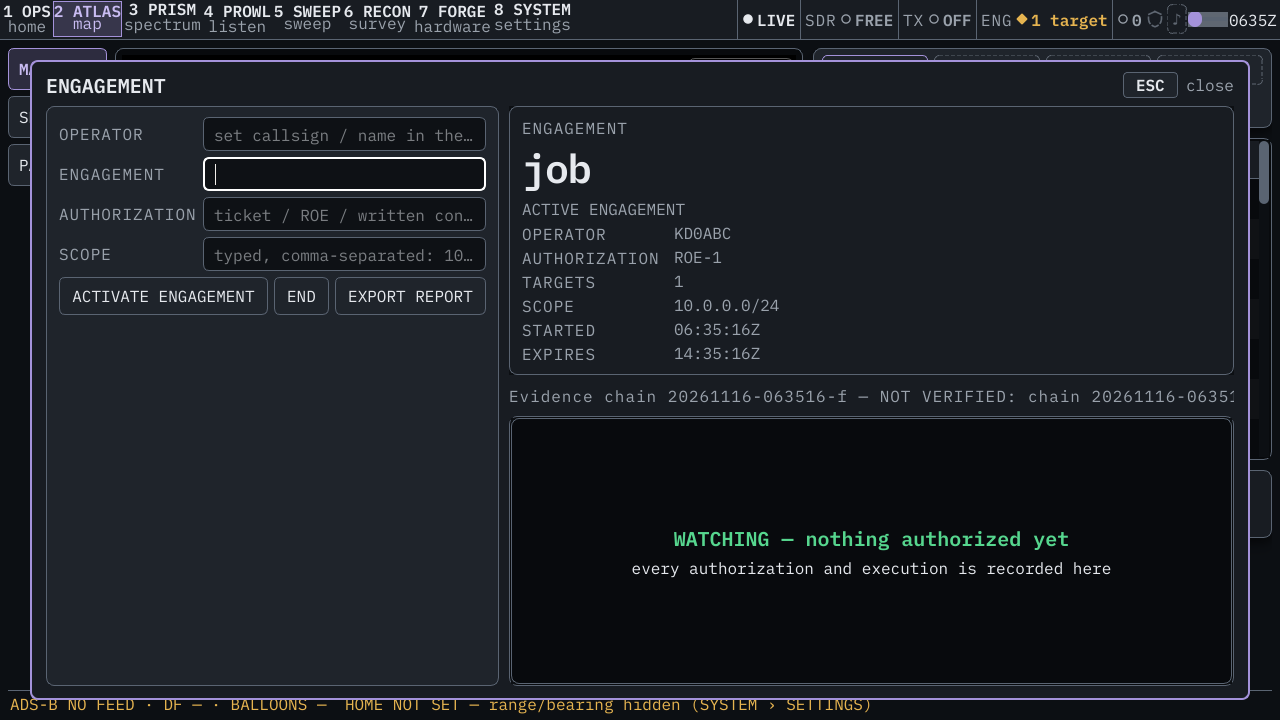 1 OPS 2 ATLAS 3 PRISM 4 PROWL 5 SWEEP 6 RECON 7 FORGE 8 SYSTEM
home map spectrum listen sweep survey hardware settings
LIVE SDR FREE TX OFF ENG 1 target 0 0635Z
ENGAGEMENT
ESC close
OPERATOR set callsign / name in the…
ENGAGEMENT
AUTHORIZATION ticket / ROE / written con…
SCOPE typed, comma-separated: 10…
ACTIVATE ENGAGEMENT END EXPORT REPORT
ENGAGEMENT
job
ACTIVE ENGAGEMENT
OPERATOR KD0ABC
AUTHORIZATION ROE-1
TARGETS 1
SCOPE 10.0.0.0/24
STARTED 06:35:16Z
EXPIRES 14:35:16Z
Evidence chain 20261116-063516-f — NOT VERIFIED: chain 20261116-0635
WATCHING — nothing authorized yet
every authorization and execution is recorded here
ADS-B NO FEED · DF — · BALLOONS — HOME NOT SET — range/bearing hidden (SYSTEM › SETTINGS)